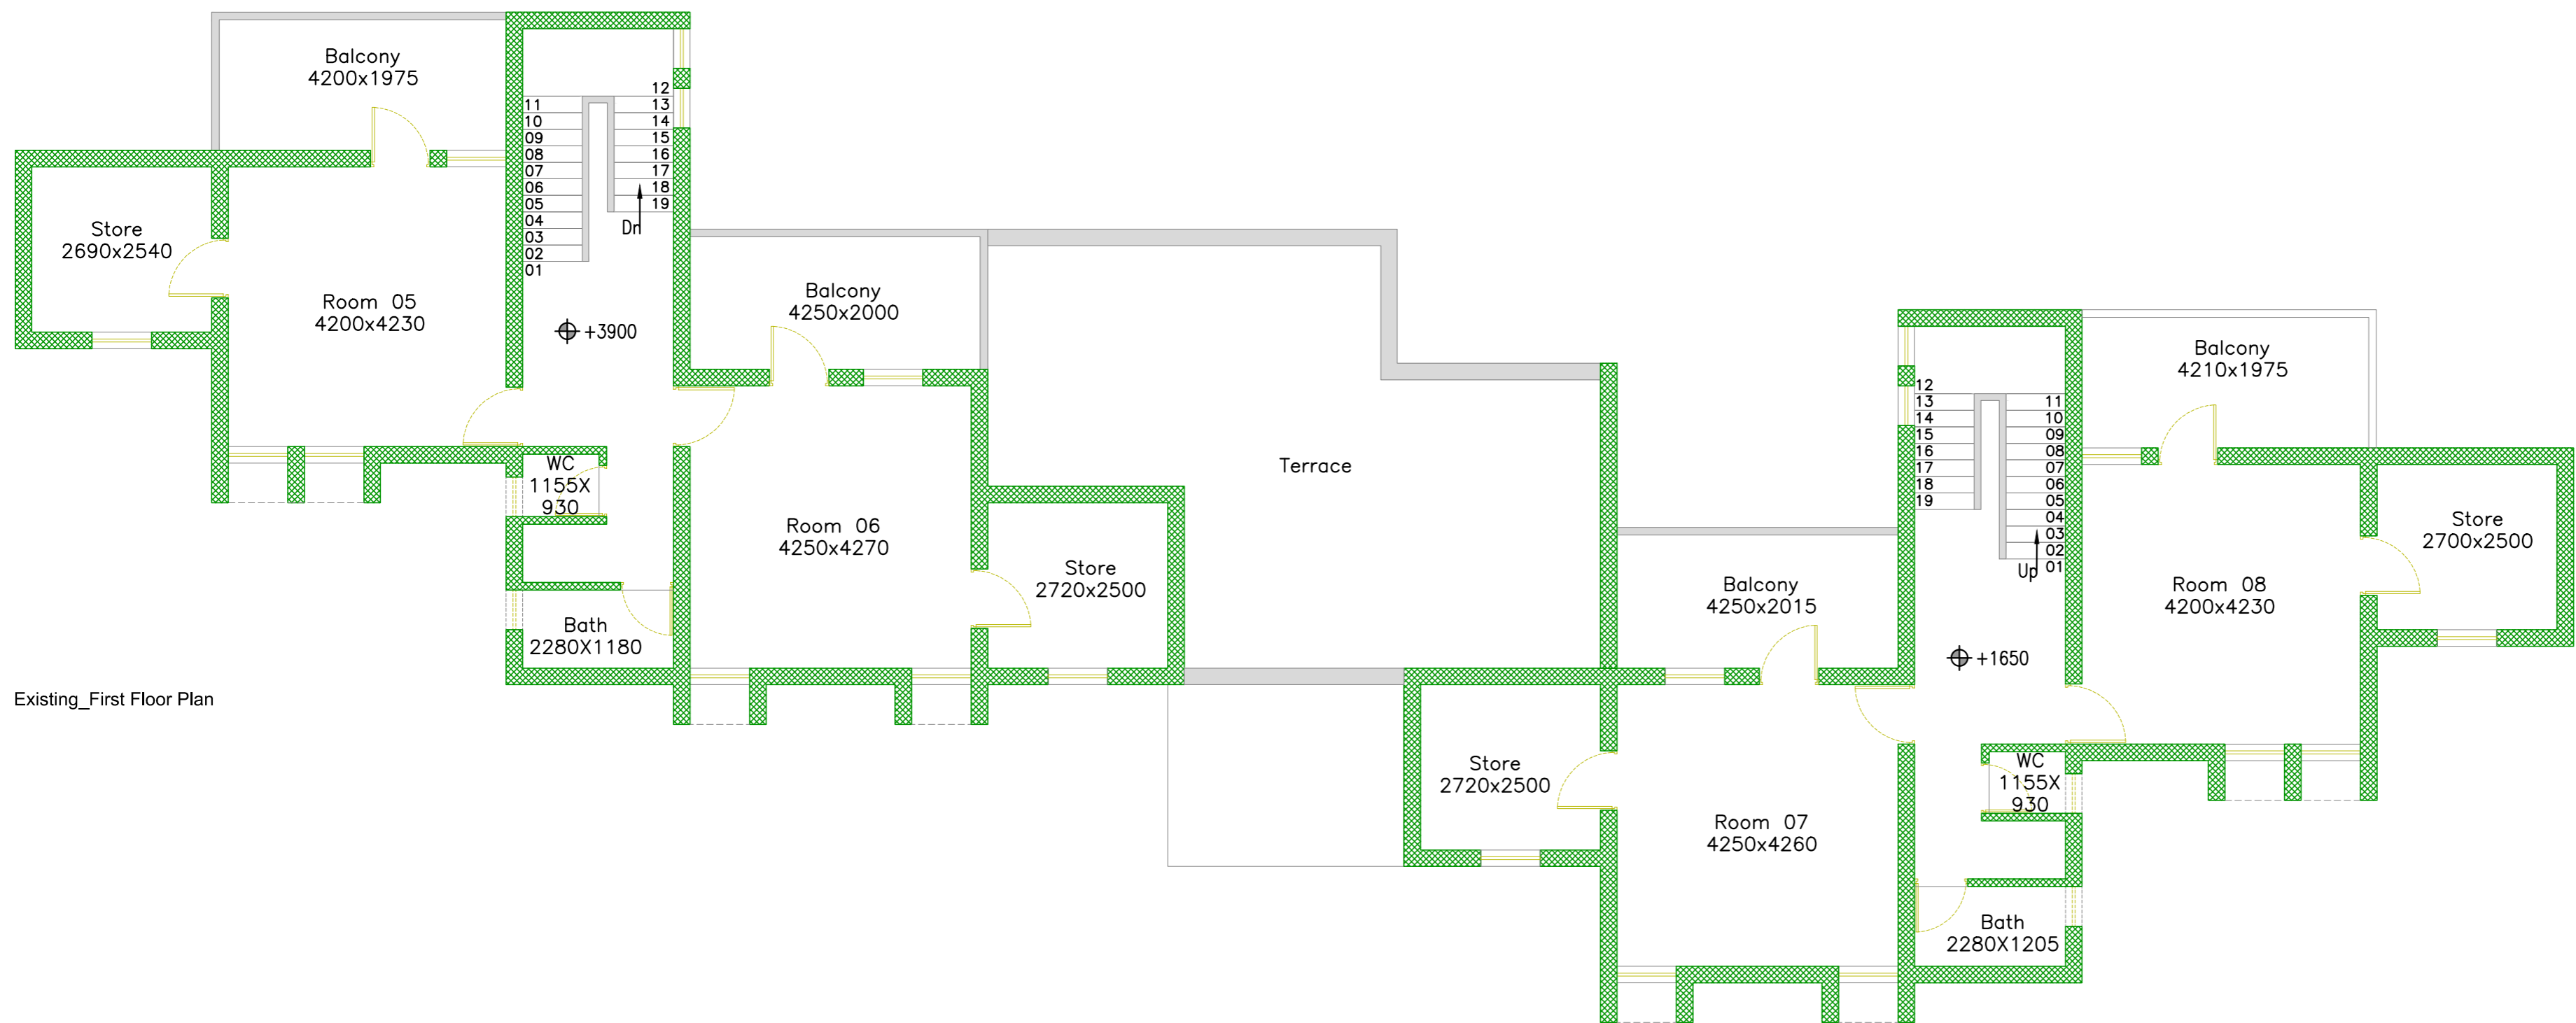 Balcony
4200x1975
11
10
09
08
07
06
05
04
03
02
01
12
13
14
15
16
17
18
19
Dn
Store
2690x2540
Room 05
4200x4230
+3900
Balcony
4250x2000
WC
1155X
930
Bath
2280X1180
Room 06
4250x4270
Store
2720x2500
Terrace
Existing_First Floor Plan
Balcony
4210x1975
12
13
14
15
16
17
18
19
11
10
09
08
07
06
05
04
03
02
01
Up
Balcony
4250x2015
Room 08
4200x4230
Store
2700x2500
+1650
Store
2720x2500
Room 07
4250x4260
WC
1155X
930
Bath
2280X1205